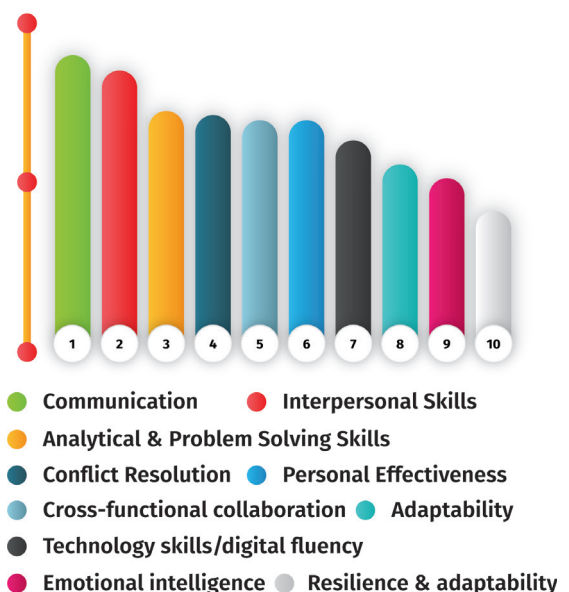 1 2 3 4 5 6 7 8 9 10
Communication Interpersonal Skills
Analytical & Problem Solving Skills
Conflict Resolution Personal Effectiveness
Cross-functional collaboration Adaptability
Technology skills/digital fluency
Emotional intelligence Resilience & adaptability